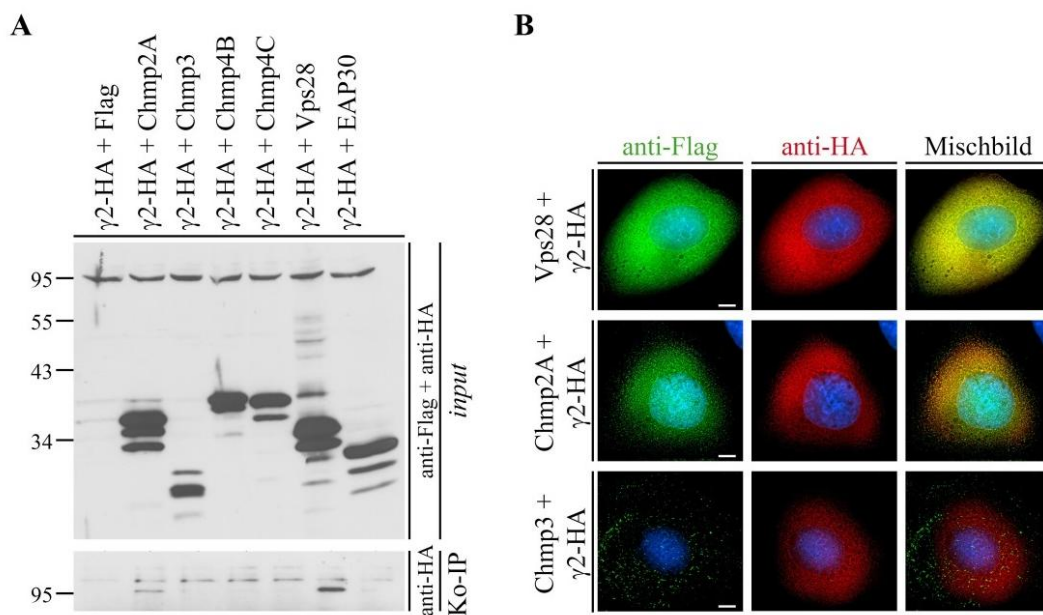 A
γ2-HA + Flag
γ2-HA + Chmp2A
γ2-HA + Chmp3
γ2-HA + Chmp4B
γ2-HA + Chmp4C
γ2-HA + Vps28
γ2-HA + EAP30
95
55
43
34
anti-Flag + anti-HA
input
95
anti-HA
Ko-IP
B
anti-Flag
anti-HA
Mischbild
Vps28 +
γ2-HA
Chmp2A +
γ2-HA
Chmp3 +
γ2-HA